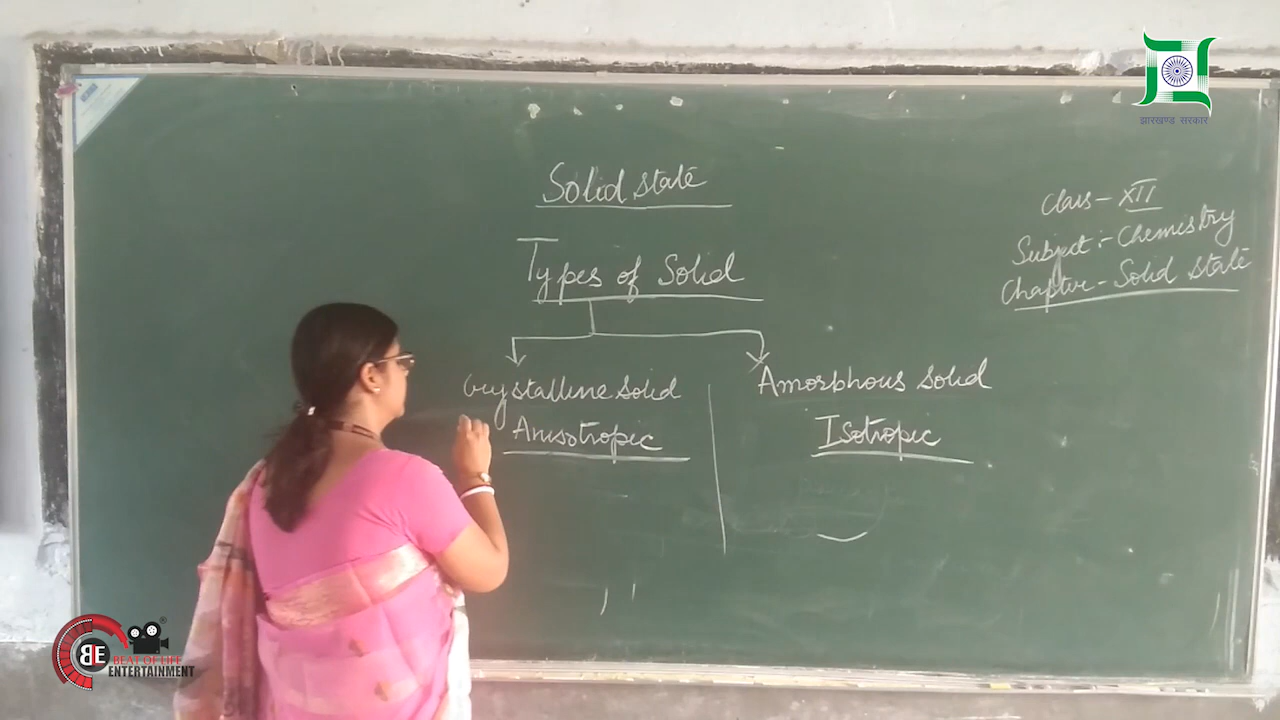 झारखण्ड सरकार
Solid state
Types of Solid
Class - XII
Subject :- Chemistry
Chapter - Solid state
Crystalline solid
Anisotropic
Amorphous solid
Isotropic
BE
BEAT OF LIFE
ENTERTAINMENT